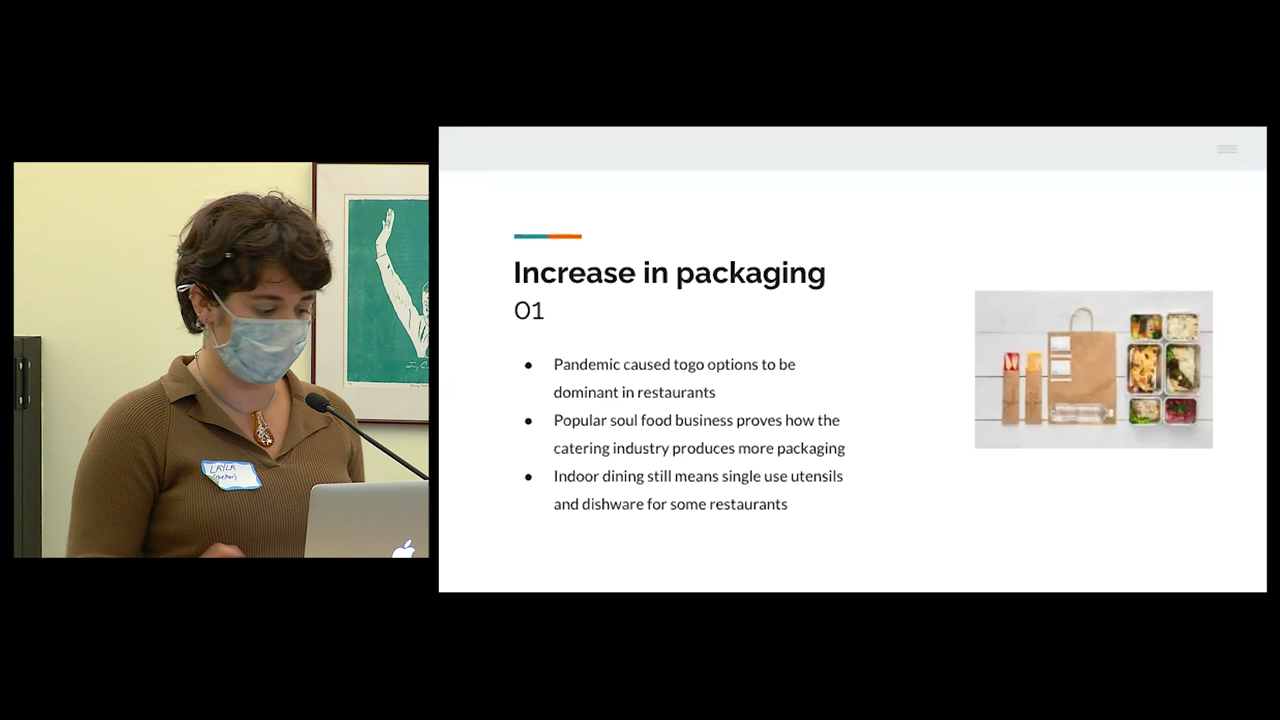 LAYLA
Increase in packaging
01
● Pandemic caused togo options to be
dominant in restaurants
● Popular soul food business proves how the
catering industry produces more packaging
● Indoor dining still means single use utensils
and dishware for some restaurants